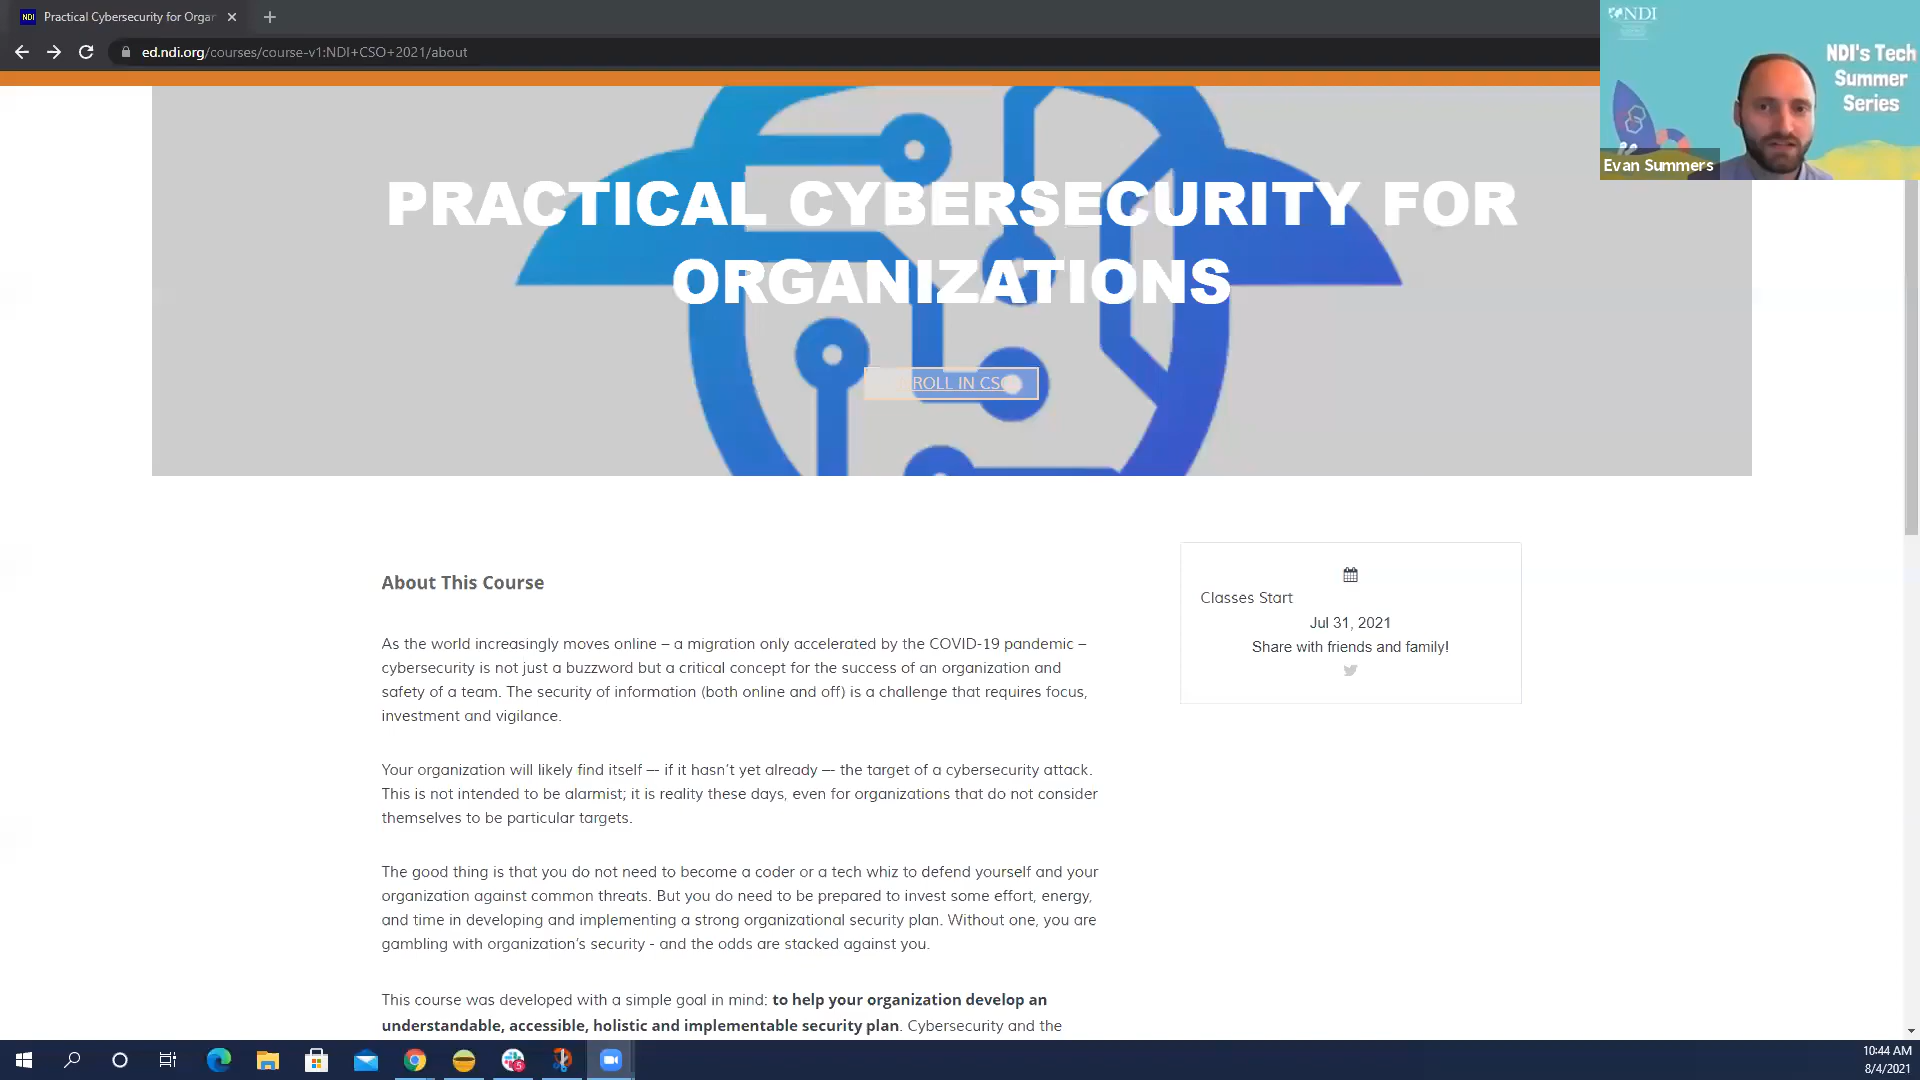 NDI
Practical Cybersecurity for Orgar
ed.ndi.org/courses/course-v1:NDI+CSO+2021/about
NDI
NDI's Tech
Summer
Series
Evan Summers
PRACTICAL CYBERSECURITY FOR
ORGANIZATIONS
ROLL IN CS
About This Course
As the world increasingly moves online – a migration only accelerated by the COVID-19 pandemic –
cybersecurity is not just a buzzword but a critical concept for the success of an organization and
safety of a team. The security of information (both online and off) is a challenge that requires focus,
investment and vigilance.
Classes Start
Jul 31, 2021
Share with friends and family!
Your organization will likely find itself –- if it hasn't yet already –- the target of a cybersecurity attack.
This is not intended to be alarmist; it is reality these days, even for organizations that do not consider
themselves to be particular targets.
The good thing is that you do not need to become a coder or a tech whiz to defend yourself and your
organization against common threats. But you do need to be prepared to invest some effort, energy,
and time in developing and implementing a strong organizational security plan. Without one, you are
gambling with organization's security - and the odds are stacked against you.
This course was developed with a simple goal in mind: to help your organization develop an
understandable, accessible, holistic and implementable security plan. Cybersecurity and the
5
10:44 AM
8/4/2021